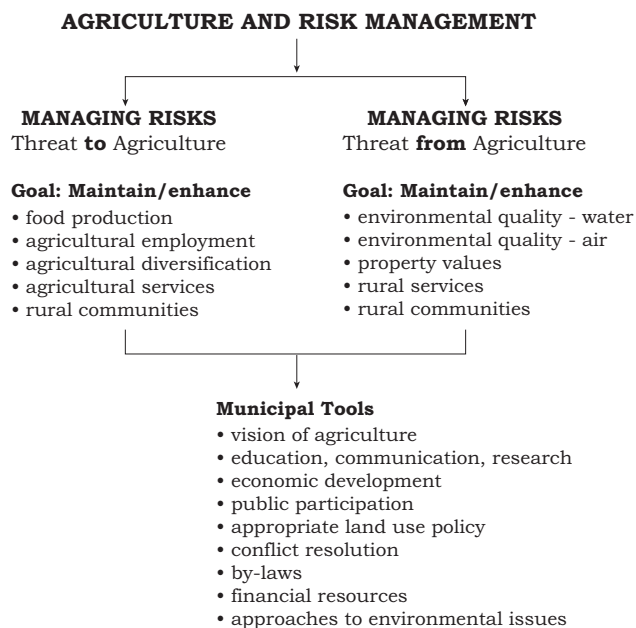 AGRICULTURE AND RISK MANAGEMENT
MANAGING RISKS
Threat to Agriculture
Goal: Maintain/enhance
• food production
• agricultural employment
• agricultural diversification
• agricultural services
• rural communities
MANAGING RISKS
Threat from Agriculture
Goal: Maintain/enhance
• environmental quality - water
• environmental quality - air
• property values
• rural services
• rural communities
Municipal Tools
• vision of agriculture
• education, communication, research
• economic development
• public participation
• appropriate land use policy
• conflict resolution
• by-laws
• financial resources
• approaches to environmental issues